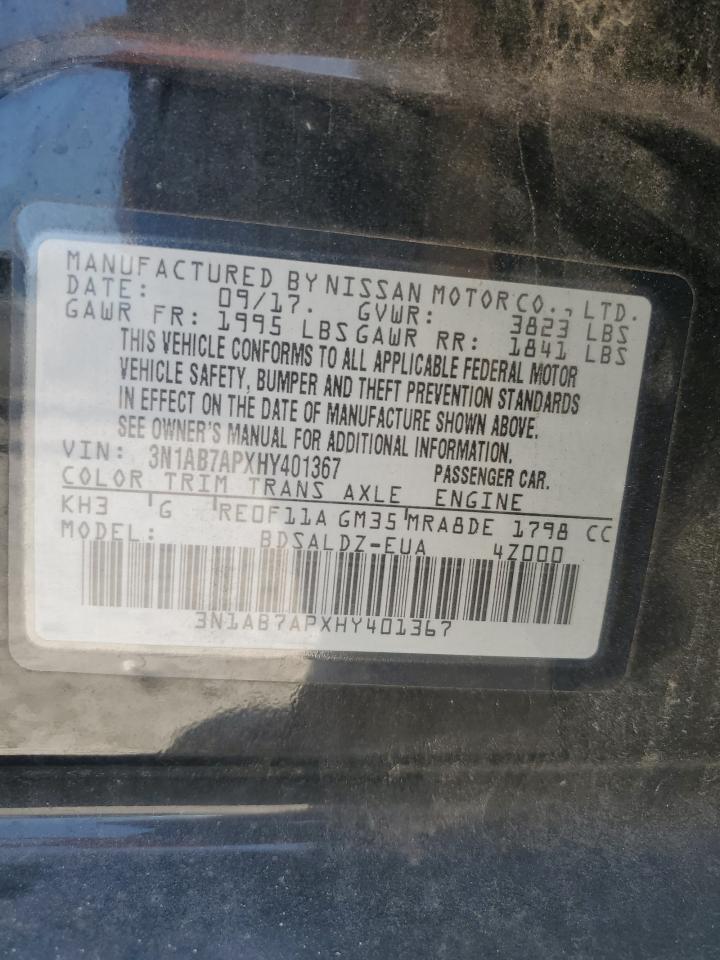 MANUFACTURED BY NISSAN MOTOR CO., LTD.
DATE: 09/17. GVWR: 3823 LBS
GAWR FR: 1995 LBS GAWR RR: 1841 LBS
THIS VEHICLE CONFORMS TO ALL APPLICABLE FEDERAL MOTOR
VEHICLE SAFETY, BUMPER AND THEFT PREVENTION STANDARDS
IN EFFECT ON THE DATE OF MANUFACTURE SHOWN ABOVE.
SEE OWNER'S MANUAL FOR ADDITIONAL INFORMATION.
VIN: 3N1AB7APXHY401367 PASSENGER CAR.
COLOR TRIM TRANS AXLE ENGINE
KH3 G RE0F11A GM35 MRA8DE 1798 CC
MODEL: BDSALDZ-EUA 4Z000
3N1AB7APXHY401367